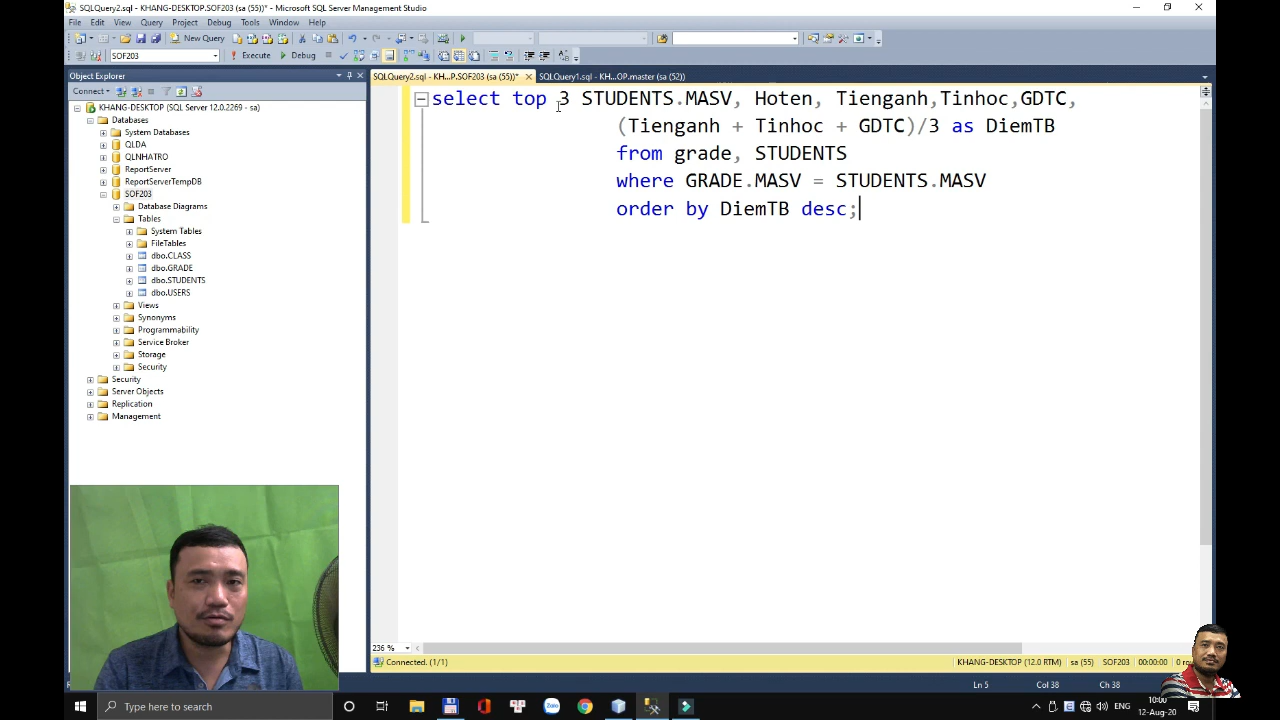 SQLQuery2.sql - KHANG-DESKTOP.SOF203 (sa (55))* - Microsoft SQL Server Management Studio
File Edit View Query Project Debug Tools Window Help
New Query
SOF203 Execute Debug
Object Explorer
SQLQuery2.sql - KH...P.SOF203 (sa (55))* SQLQuery1.sql - KH...OP.master (sa (52))
Connect
KHANG-DESKTOP (SQL Server 12.0.2269 - sa)
Databases
System Databases
QLDA
QLNHATRO
ReportServer
ReportServerTempDB
SOF203
Database Diagrams
Tables
System Tables
FileTables
dbo.CLASS
dbo.GRADE
dbo.STUDENTS
dbo.USERS
Views
Synonyms
Programmability
Service Broker
Storage
Security
Security
Server Objects
Replication
Management
select top 3 STUDENTS.MASV, Hoten, Tienganh,Tinhoc,GDTC,
(Tienganh + Tinhoc + GDTC)/3 as DiemTB
from grade, STUDENTS
where GRADE.MASV = STUDENTS.MASV
order by DiemTB desc;
236 %
Connected. (1/1) KHANG-DESKTOP (12.0 RTM) sa (55) SOF203 00:00:00
Ln 5 Col 38 Ch 38
Type here to search
Zalo
ENG
10:00
12-Aug-20